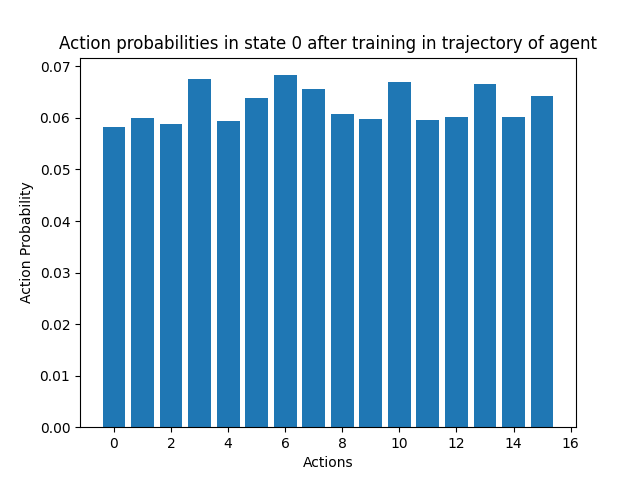 Action probabilities in state 0 after training in trajectory of agent
0.07
0.06
0.05
0.04
0.03
0.02
0.01
0.00
Action Probability
0 2 4 6 8 10 12 14 16
Actions